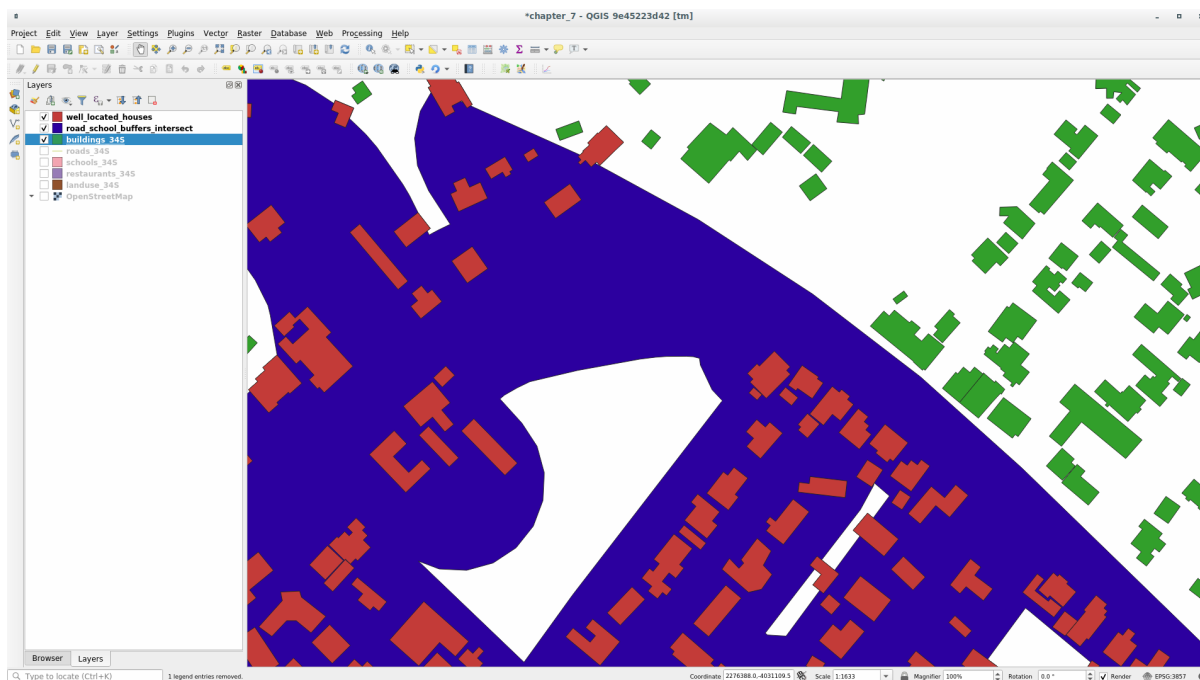 *chapter_7 - QGIS 9e45223d42 [tm]
Project Edit View Layer Settings Plugins Vector Raster Database Web Processing Help
Layers
well_located_houses
road_school_buffers_intersect
buildings_34S
roads_34S
schools_34S
restaurants_34S
landuse_34S
OpenStreetMap
Browser Layers
Type to locate (Ctrl+K) 1 legend entries removed. Coordinate 2276388.0,-4031109.5 Scale 1:1633 Magnifier 100% Rotation 0.0 ° Render EPSG:3857